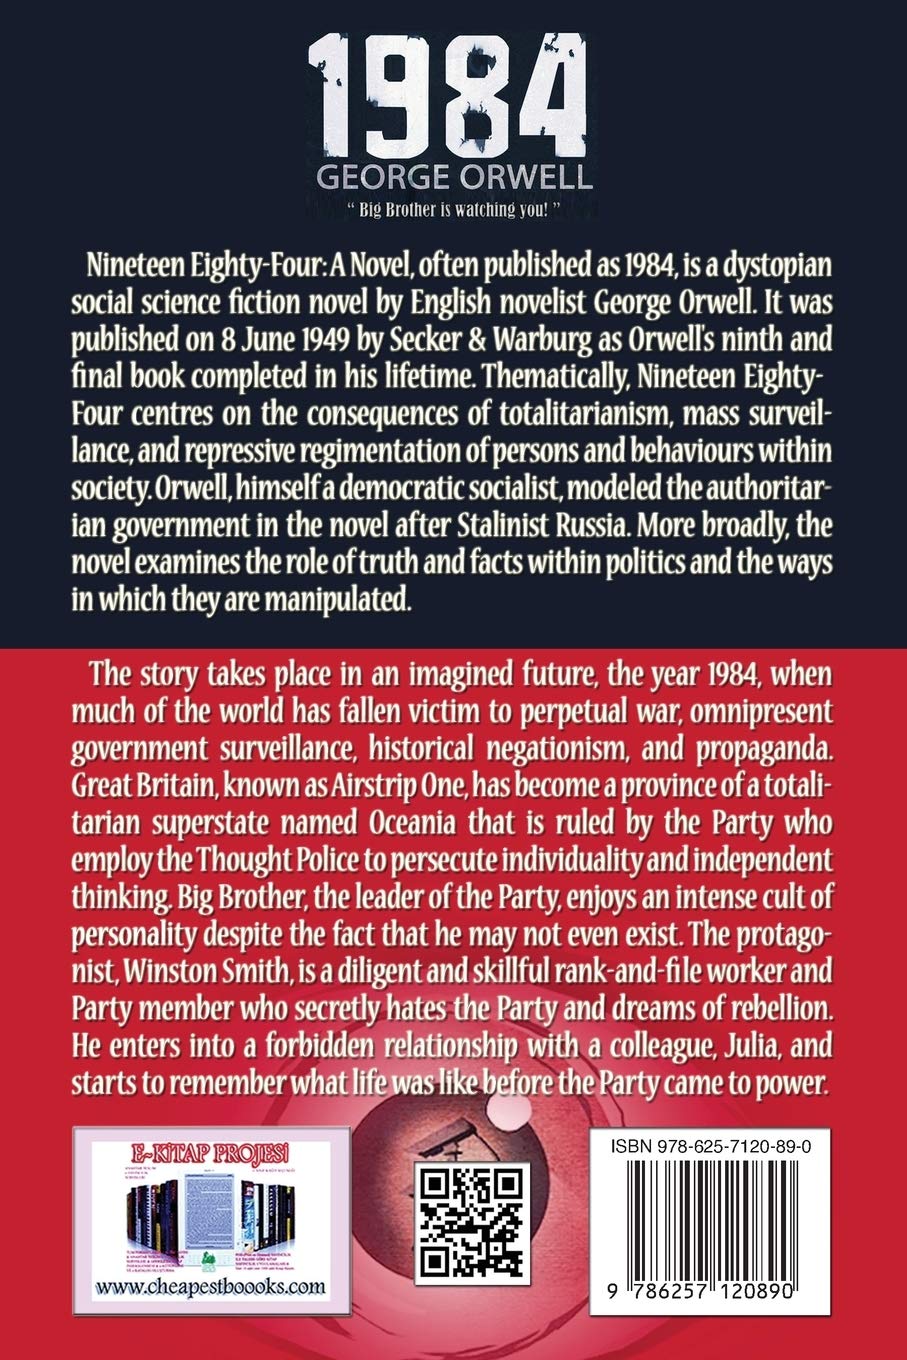 1984
GEORGE ORWELL
“ Big Brother is watching you! ”
Nineteen Eighty-Four: A Novel, often published as 1984, is a dystopian
social science fiction novel by English novelist George Orwell. It was
published on 8 June 1949 by Secker & Warburg as Orwell's ninth and
final book completed in his lifetime. Thematically, Nineteen Eighty-
Four centres on the consequences of totalitarianism, mass surveil-
lance, and repressive regimentation of persons and behaviours within
society. Orwell, himself a democratic socialist, modeled the authoritar-
ian government in the novel after Stalinist Russia. More broadly, the
novel examines the role of truth and facts within politics and the ways
in which they are manipulated.
The story takes place in an imagined future, the year 1984, when
much of the world has fallen victim to perpetual war, omnipresent
government surveillance, historical negationism, and propaganda.
Great Britain, known as Airstrip One, has become a province of a totali-
tarian superstate named Oceania that is ruled by the Party who
employ the Thought Police to persecute individuality and independent
thinking. Big Brother, the leader of the Party, enjoys an intense cult of
personality despite the fact that he may not even exist. The protago-
nist, Winston Smith, is a diligent and skillful rank-and-file worker and
Party member who secretly hates the Party and dreams of rebellion.
He enters into a forbidden relationship with a colleague, Julia, and
starts to remember what life was like before the Party came to power.
E-KİTAP PROJESİ
www.cheapestboooks.com
ISBN 978-625-7120-89-0
9 786257 120890